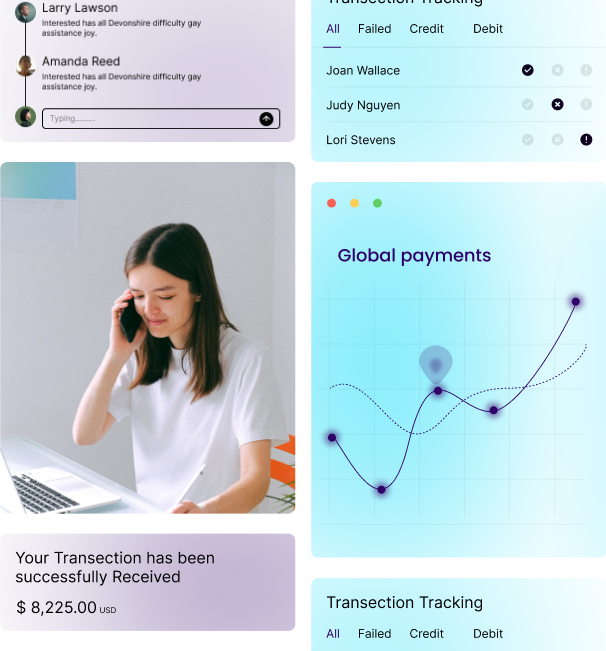 Larry Lawson
Interested has all Devonshire difficulty gay
assistance joy.
Amanda Reed
Interested has all Devonshire difficulty gay
assistance joy.
Typing..........
Your Transection has been
successfully Received
$ 8,225.00 USD
Transection Tracking
All Failed Credit Debit
Joan Wallace
Judy Nguyen
Lori Stevens
Global payments
Transection Tracking
All Failed Credit Debit